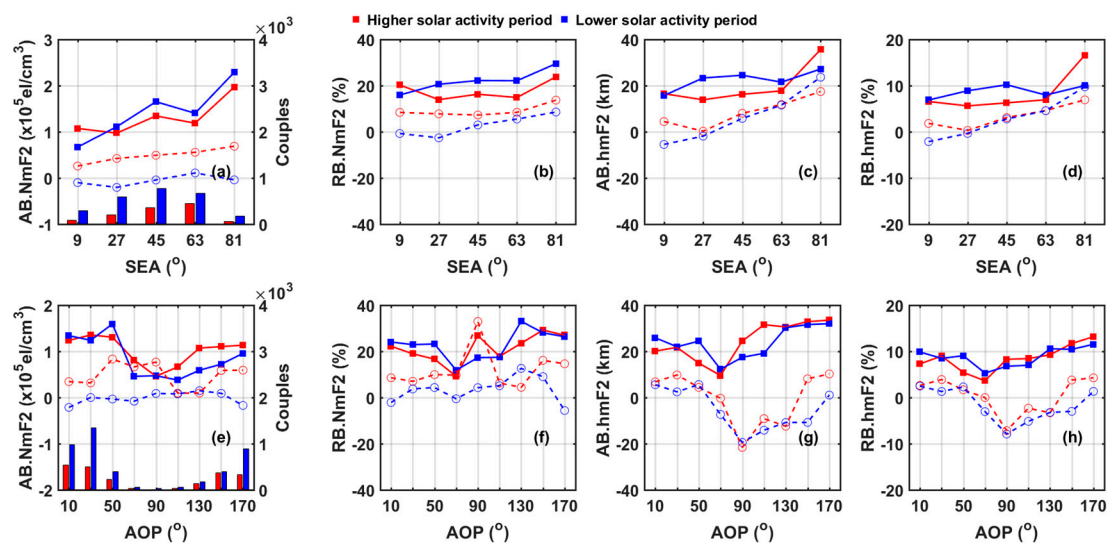 Higher solar activity period Lower solar activity period
×10³
3 4 40 40 20
2 3 20 20 10
1 2 0 0 0
0 1 -20 -20 -10
-1 0 -40 -40 -20
AB.NmF2 (x10⁵el/cm³) Couples RB.NmF2 (%) AB.hmF2 (km) RB.hmF2 (%)
(a) (b) (c) (d)
9 27 45 63 81 9 27 45 63 81 9 27 45 63 81 9 27 45 63 81
SEA (°) SEA (°) SEA (°) SEA (°)
×10³
2 4 40 40 20
1 3 20 20 10
0 2 0 0 0
-1 1 -20 -20 -10
-2 0 -40 -40 -20
AB.NmF2 (x10⁵el/cm³) Couples RB.NmF2 (%) AB.hmF2 (km) RB.hmF2 (%)
(e) (f) (g) (h)
10 50 90 130 170 10 50 90 130 170 10 50 90 130 170 10 50 90 130 170
AOP (°) AOP (°) AOP (°) AOP (°)